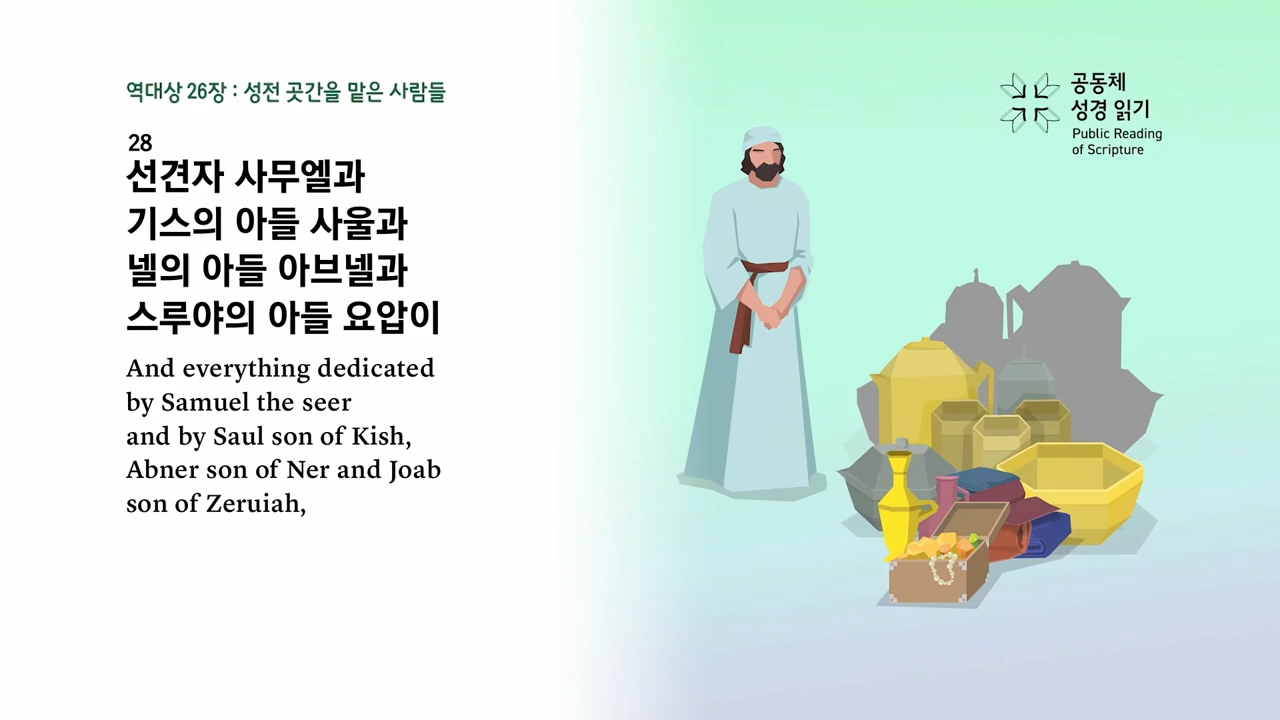 역대상 26장 : 성전 곳간을 맡은 사람들
28
선견자 사무엘과
기스의 아들 사울과
넬의 아들 아브넬과
스루야의 아들 요압이
And everything dedicated
by Samuel the seer
and by Saul son of Kish,
Abner son of Ner and Joab
son of Zeruiah,
공동체
성경 읽기
Public Reading
of Scripture